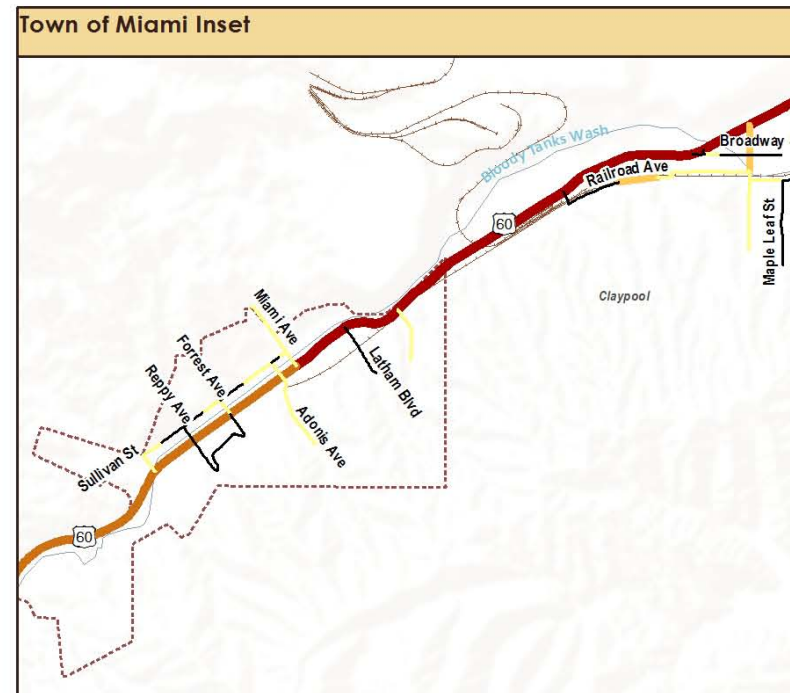 Town of Miami Inset
Broadway
Bloody Tanks Wash
Railroad Ave
Maple Leaf St
60
Claypool
Miami Ave
Forrest Ave
Latham Blvd
Reppy Ave
Adonis Ave
Sullivan St
60